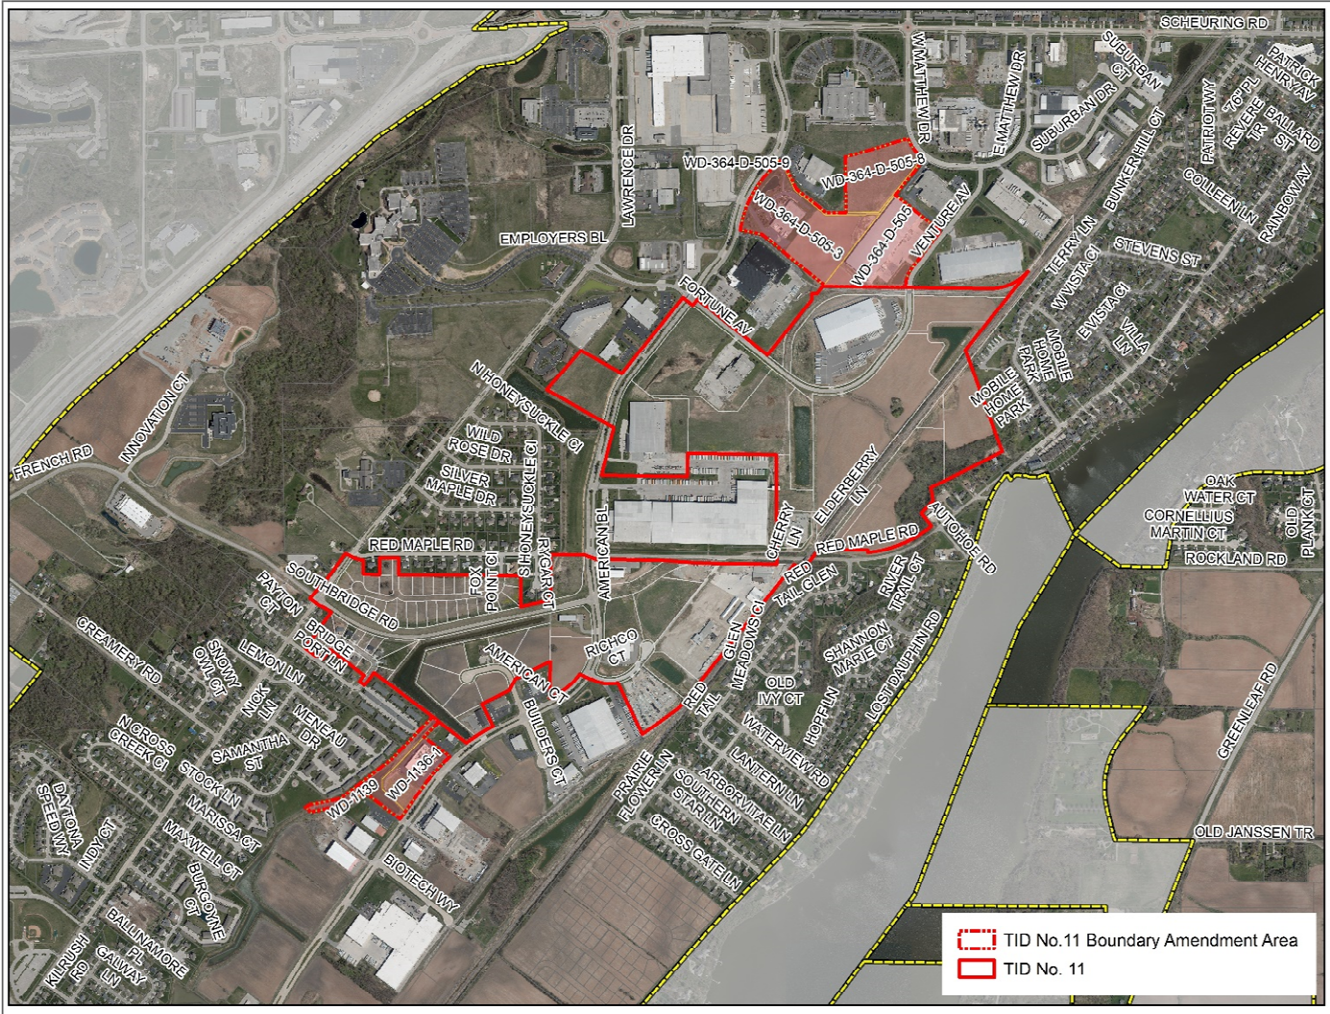 SCHEURING RD
SUBURBAN
CT
PATRICK
HENRY AV
W MATTHEW DR
E MATTHEW DR
SUBURBAN DR
PATRIOT WY
"76" PL
REVERE
TR
BALLARD
ST
LAWRENCE DR
BUNKER HILL CT
WD-364-D-505-9
WD-364-D-505-8
COLLEEN LN
RAINBOW AV
WD-364-D-505-3
WD-364-D-505
VENTURE AV
EMPLOYERS BL
TERRY LN
STEVENS ST
W VISTA CI
E VISTA CI
VILLA
LN
FORTUNE AV
MOBILE
HOME
PARK
MOBILE
HOME
PARK
N HONEYSUCKLE CI
INNOVATION CT
FRENCH RD
WILD
ROSE DR
SILVER
MAPLE DR
S HONEYSUCKLE CI
ELDERBERRY
LN
OAK
WATER CT
CORNELLIUS
MARTIN CT
OLD
PLANK CT
ROCKLAND RD
CHERRY
LN
AUTOHOE RD
RED MAPLE RD
RED MAPLE RD
FOX
POINT CI
RYCAR CT
AMERICAN BL
RED
TAIL GLEN
RIVER
TRAIL CT
SOUTHBRIDGE RD
PAYTON
CT
BRIDGE
PORT LN
CREAMERY RD
SNOWY
OWL CT
LEMON LN
NICK
LN
MENEAU
DR
SAMANTHA
ST
AMERICAN CT
RICHCO
CT
GLEN
MEADOWS CI
SHANNON
MARIE CT
LOST DAUPHIN RD
OLD
IVY CT
HOPF LN
RED
TAIL
WATERVIEW RD
LANTERN LN
ARBORVITAE LN
SOUTHERN
STAR LN
CROSS GATE LN
PRAIRIE
FLOWER LN
BUILDERS CT
GREENLEAF RD
N CROSS
CREEK CI
STOCK LN
MARISSA CT
MAXWELL CT
WD-1139
WD-1136-1
DAYTONA
SPEED WY
INDY CT
BURGOYNE
CT
BIOTECH WY
OLD JANSSEN TR
BALLINAMORE
PL
GALWAY
LN
KILRUSH
RD
TID No.11 Boundary Amendment Area
TID No. 11